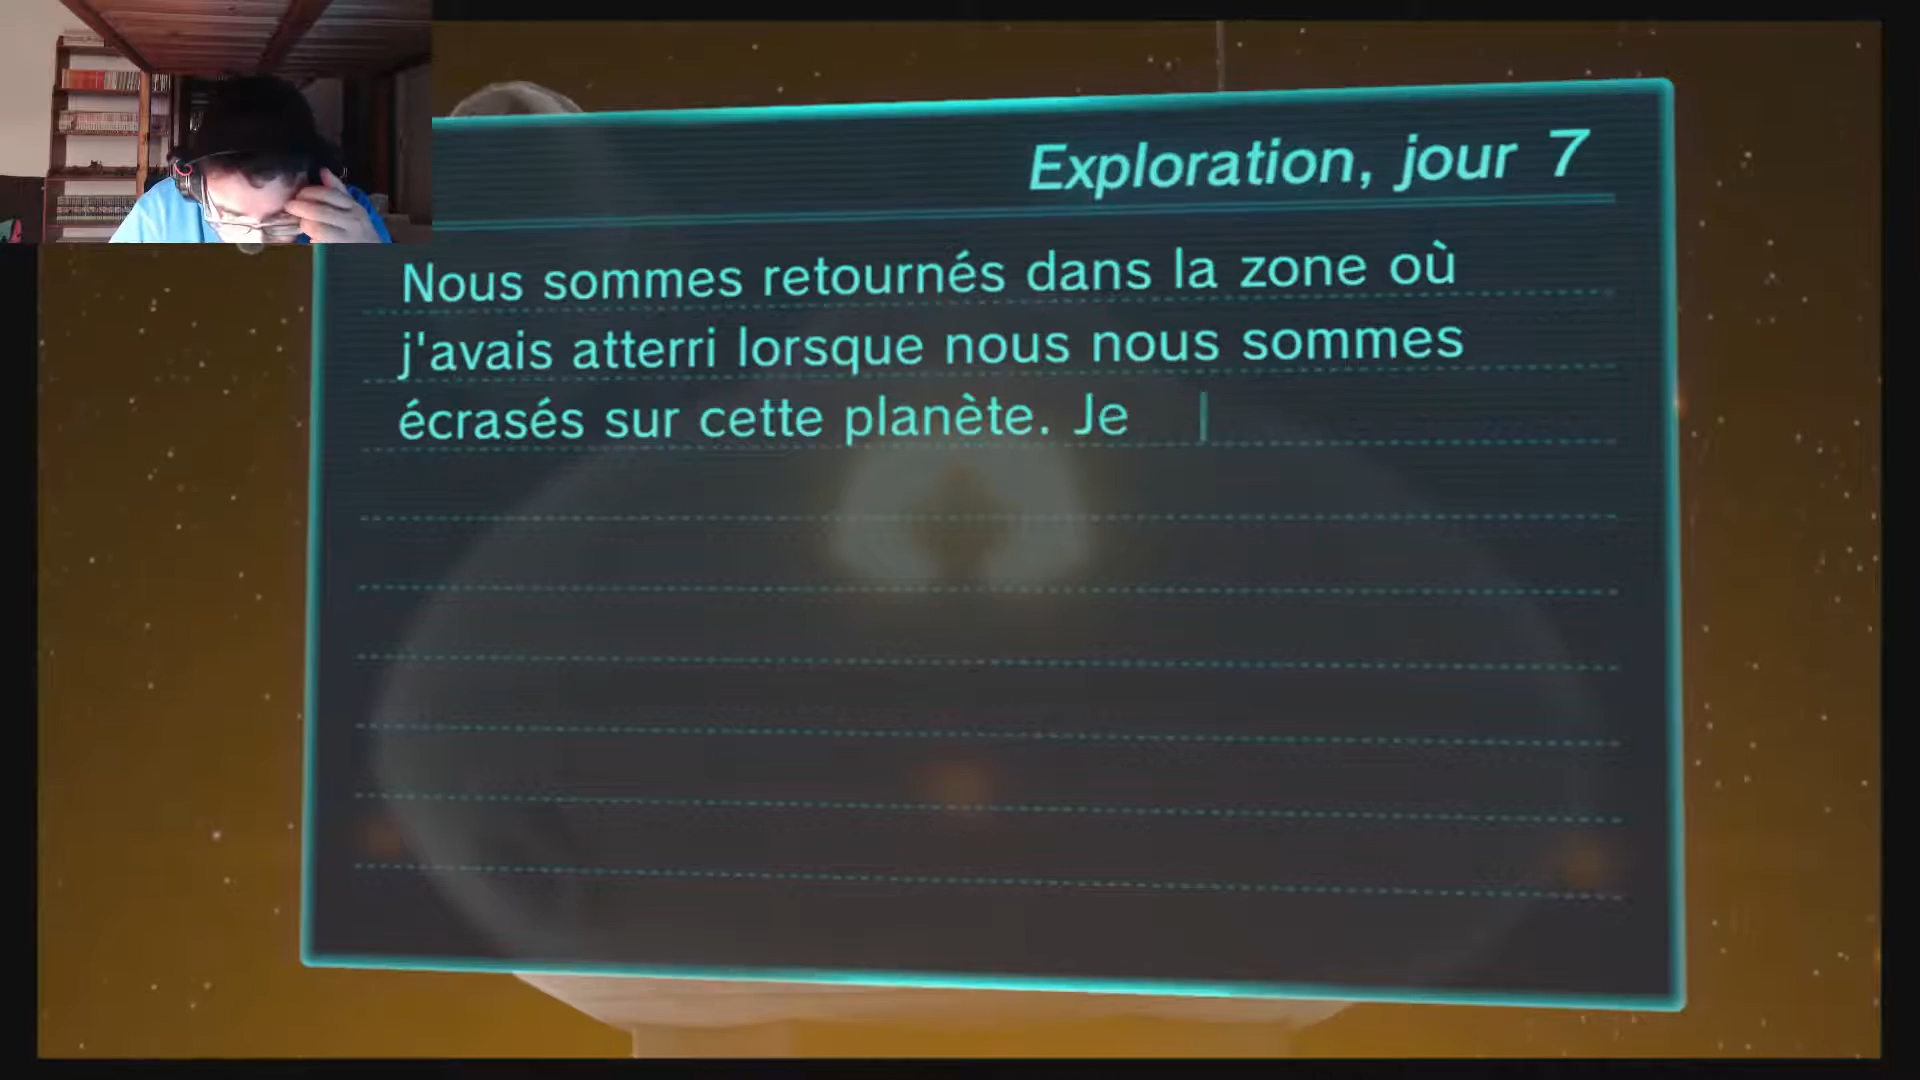 Exploration, jour 7
Nous sommes retournés dans la zone où
j'avais atterri lorsque nous nous sommes
écrasés sur cette planète. Je